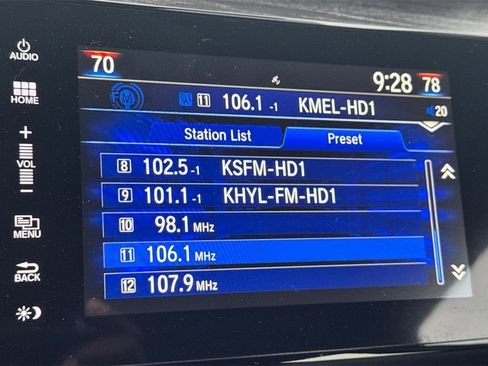 AUDIO
HOME
+
VOL
−
MENU
BACK
70
9:28 78
FM 11 106.1 -1 KMEL-HD1
20
Station List Preset
8 102.5 -1 KSFM-HD1
9 101.1 -1 KHYL-FM-HD1
10 98.1 MHz
11 106.1 MHz
12 107.9 MHz